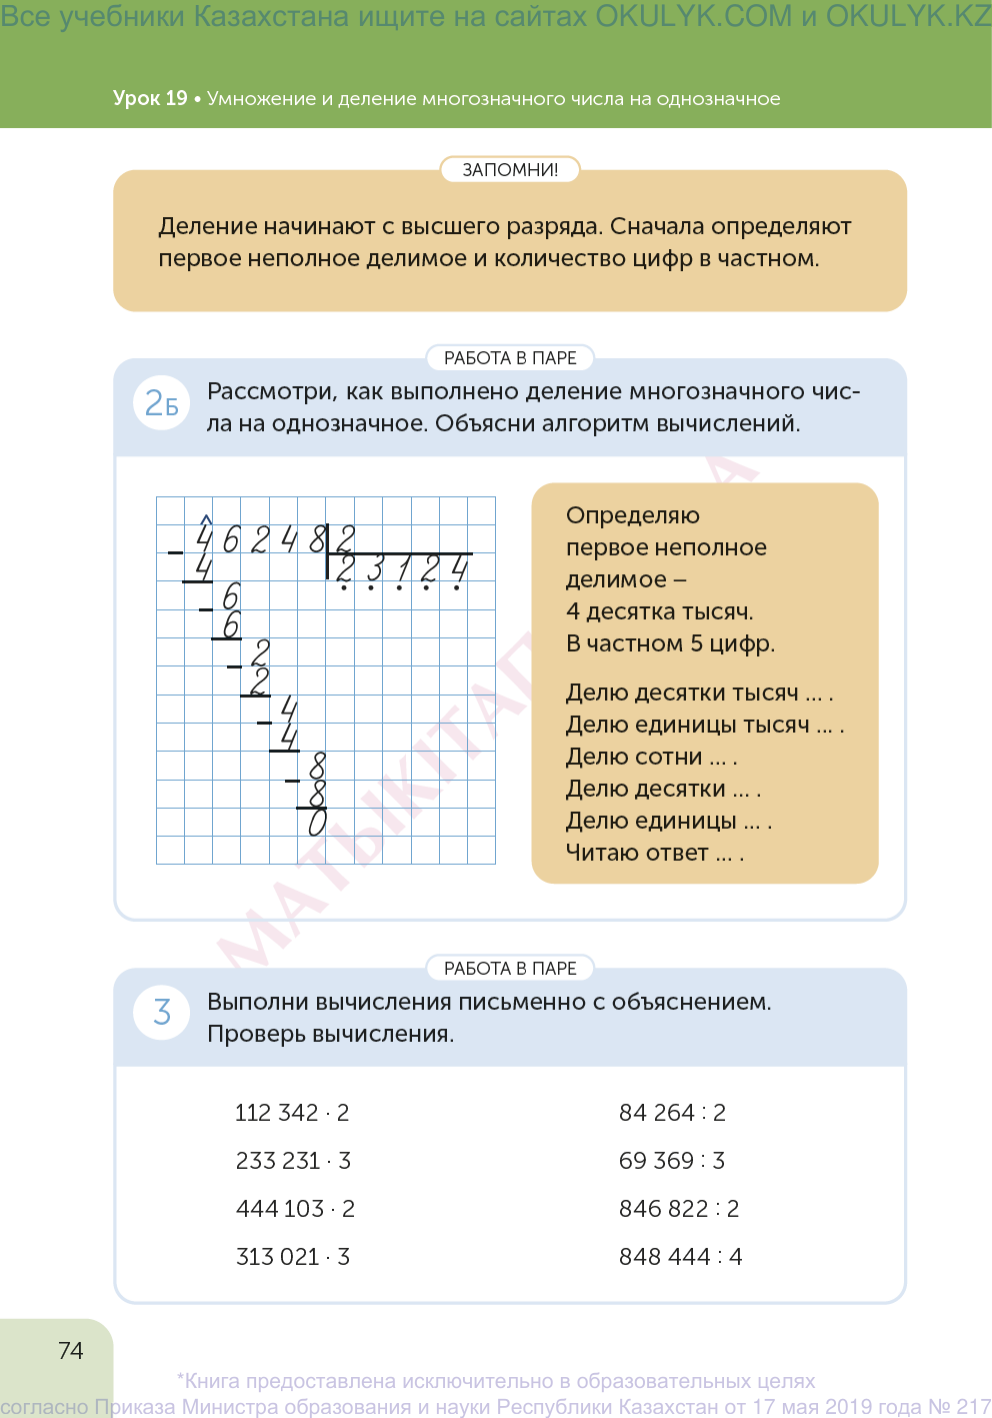 Все учебники Казахстана ищите на сайтах OKULYK.COM и OKULYK.KZ
Урок 19 • Умножение и деление многозначного числа на однозначное
ЗАПОМНИ!
Деление начинают с высшего разряда. Сначала определяют
первое неполное делимое и количество цифр в частном.
РАБОТА В ПАРЕ
2Б
Рассмотри, как выполнено деление многозначного чис-
ла на однозначное. Объясни алгоритм вычислений.
46248 2
4 23124
6
6
2
2
4
4
8
8
0
Определяю
первое неполное
делимое –
4 десятка тысяч.
В частном 5 цифр.
Делю десятки тысяч ... .
Делю единицы тысяч ... .
Делю сотни ... .
Делю десятки ... .
Делю единицы ... .
Читаю ответ ... .
РАБОТА В ПАРЕ
3
Выполни вычисления письменно с объяснением.
Проверь вычисления.
112 342 · 2
233 231 · 3
444 103 · 2
313 021 · 3
84 264 : 2
69 369 : 3
846 822 : 2
848 444 : 4
74
*Книга предоставлена исключительно в образовательных целях
согласно Приказа Министра образования и науки Республики Казахстан от 17 мая 2019 года № 217